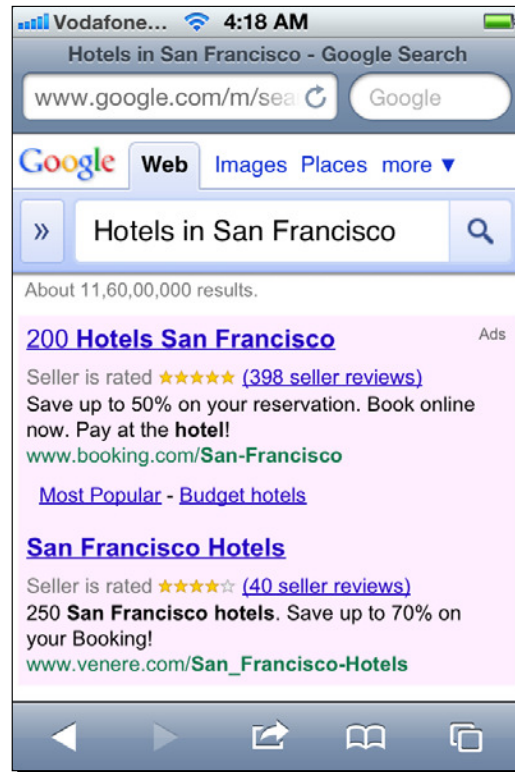 Vodafone... 4:18 AM
Hotels in San Francisco - Google Search
www.google.com/m/sea Google
Google Web Images Places more ▼
» Hotels in San Francisco
About 11,60,00,000 results.
200 Hotels San Francisco Ads
Seller is rated ★★★★★ (398 seller reviews)
Save up to 50% on your reservation. Book online
now. Pay at the hotel!
www.booking.com/San-Francisco
Most Popular - Budget hotels
San Francisco Hotels
Seller is rated ★★★★☆ (40 seller reviews)
250 San Francisco hotels. Save up to 70% on
your Booking!
www.venere.com/San_Francisco-Hotels